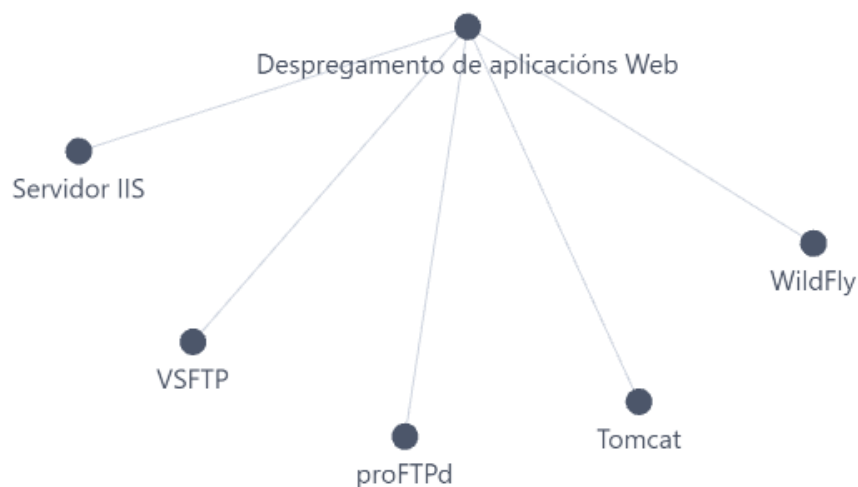 Despregamento de aplicacións Web
Servidor IIS
WildFly
VSFTP
Tomcat
proFTPd